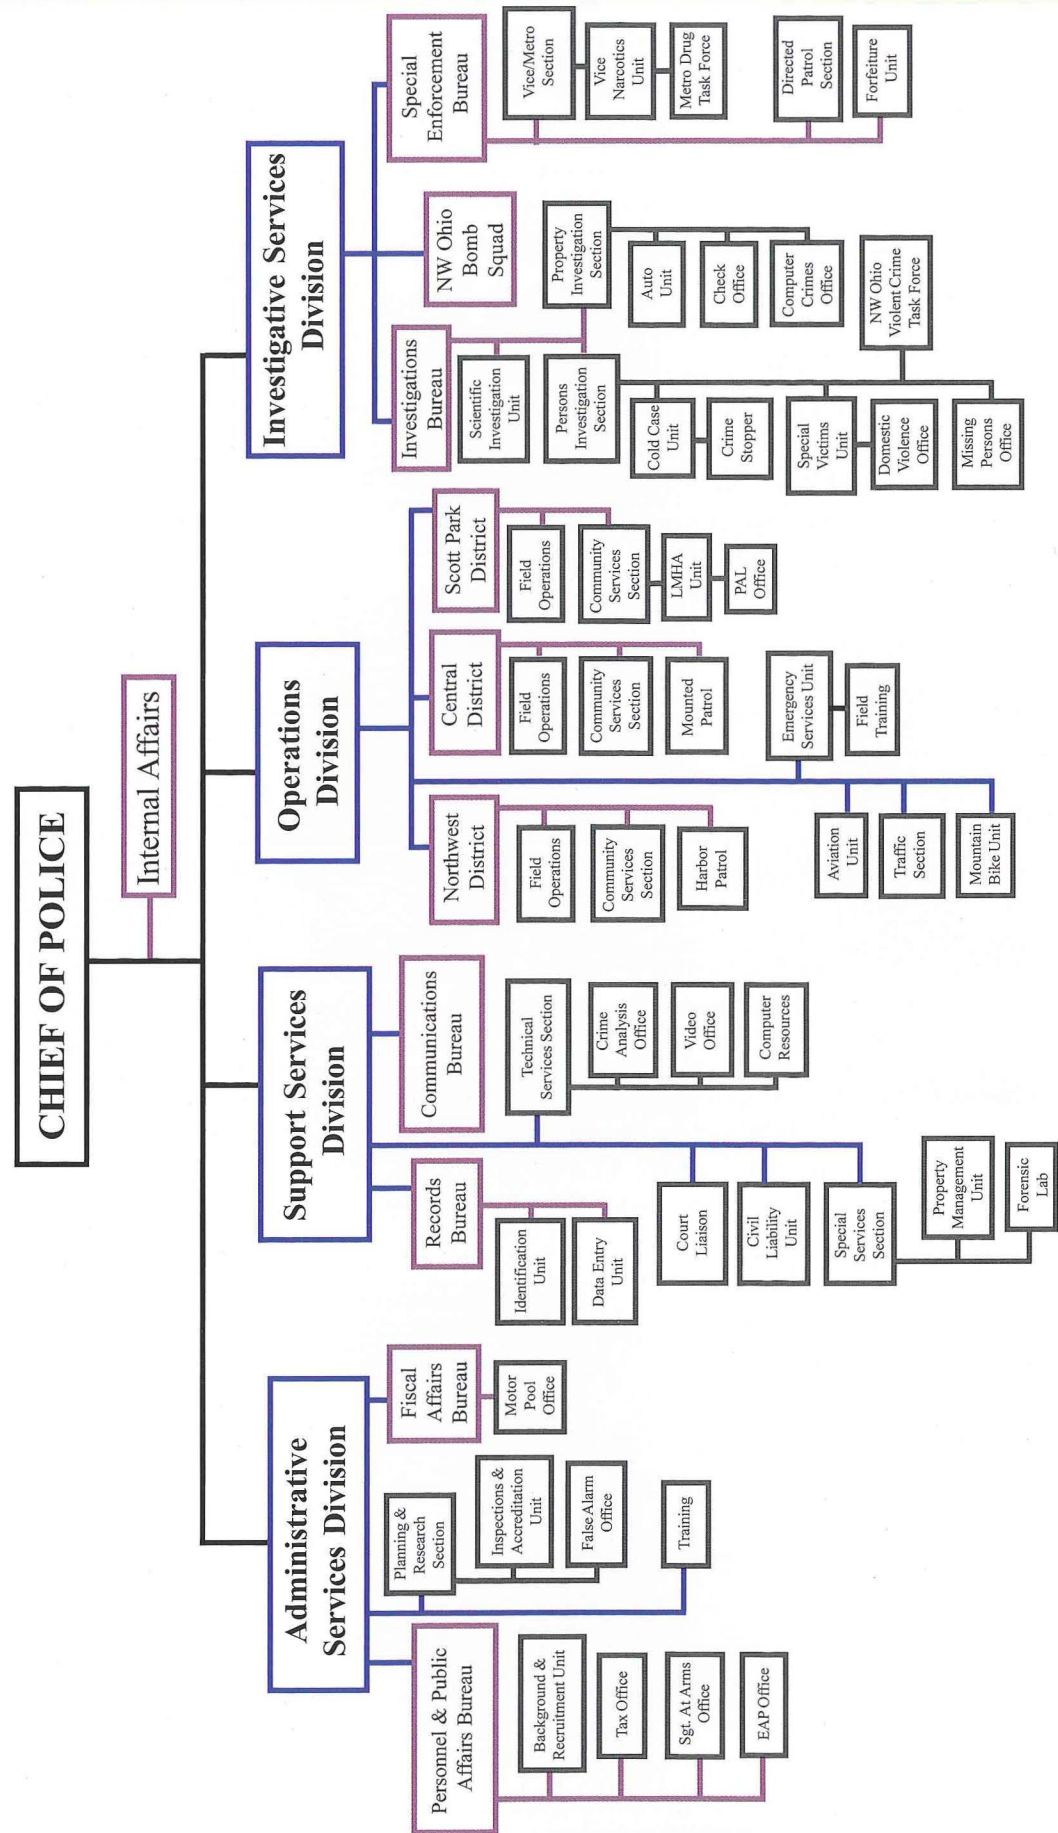 CHIEF OF POLICE
Internal Affairs
Administrative
Services Division
Personnel & Public
Affairs Bureau
Background &
Recruitment Unit
Tax Office
Sgt. At Arms
Office
EAP Office
Planning &
Research
Section
Inspections &
Accreditation
Unit
False Alarm
Office
Training
Fiscal
Affairs
Bureau
Motor
Pool
Office
Support Services
Division
Records
Bureau
Identification
Unit
Data Entry
Unit
Communications
Bureau
Technical
Services Section
Crime
Analysis
Office
Video
Office
Computer
Resources
Court
Liaison
Civil
Liability
Unit
Special
Services
Section
Property
Management
Unit
Forensic
Lab
Operations
Division
Northwest
District
Field
Operations
Community
Services
Section
Harbor
Patrol
Central
District
Field
Operations
Community
Services
Section
Mounted
Patrol
Scott Park
District
Field
Operations
Community
Services
Section
LMHA
Unit
PAL
Office
Emergency
Services Unit
Field
Training
Aviation
Unit
Traffic
Section
Mountain
Bike Unit
Investigative Services
Division
Investigations
Bureau
Scientific
Investigation
Unit
Persons
Investigation
Section
Cold Case
Unit
Crime
Stopper
Special
Victims
Unit
Domestic
Violence
Office
Missing
Persons
Office
NW Ohio
Violent Crime
Task Force
Property
Investigation
Section
Auto
Unit
Check
Office
Computer
Crimes
Office
NW Ohio
Bomb
Squad
Special
Enforcement
Bureau
Vice/Metro
Section
Vice
Narcotics
Unit
Metro Drug
Task Force
Directed
Patrol
Section
Forfeiture
Unit